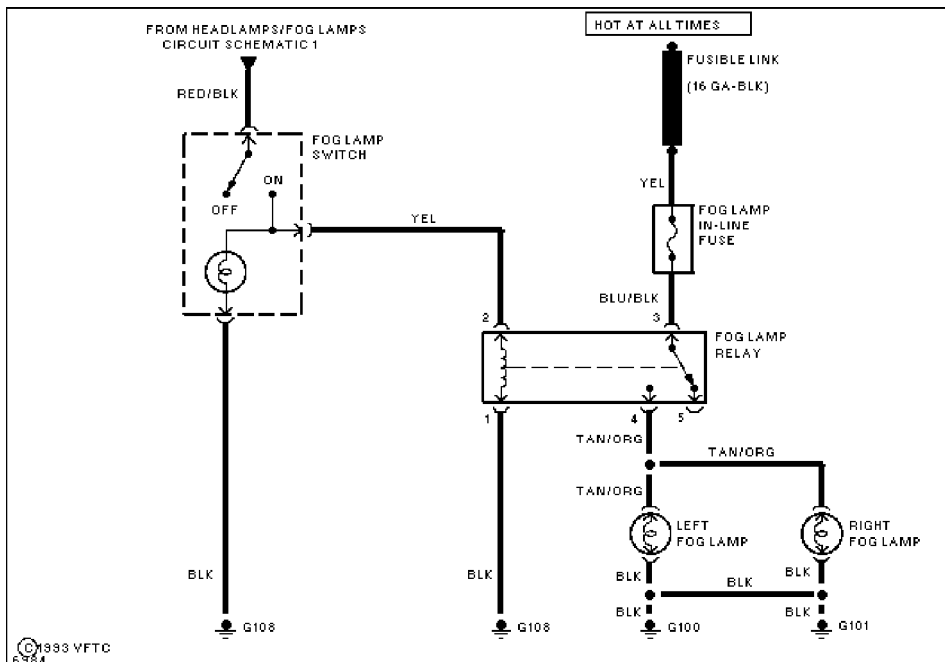 FROM HEADLAMPS/FOG LAMPS
CIRCUIT SCHEMATIC 1
HOT AT ALL TIMES
FUSIBLE LINK
(16 GA-BLK)
RED/BLK
FOG LAMP
SWITCH
ON
OFF
YEL
YEL
FOG LAMP
IN-LINE
FUSE
BLU/BLK
2
3
FOG LAMP
RELAY
1
4
5
TAN/ORG
TAN/ORG
TAN/ORG
LEFT
FOG LAMP
RIGHT
FOG LAMP
BLK
BLK
BLK
BLK
BLK
BLK
BLK
G108
G108
G100
G101
©1993 VFTC